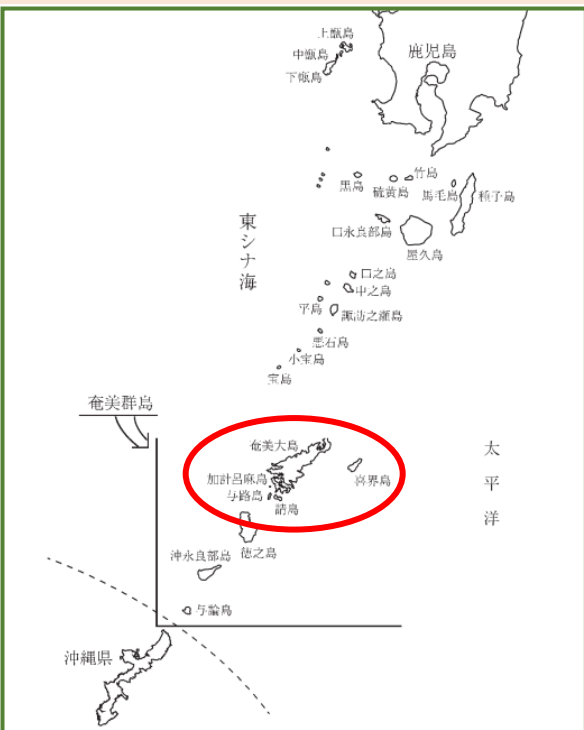 上甑島
中甑島
下甑島
鹿児島
黒島
硫黄島
竹島
馬毛島
種子島
口永良部島
屋久島
東シナ海
口之島
中之島
平島
諏訪之瀬島
悪石島
小宝島
宝島
奄美群島
奄美大島
加計呂麻島
与路島
請島
喜界島
太平洋
徳之島
沖永良部島
与論島
沖縄県